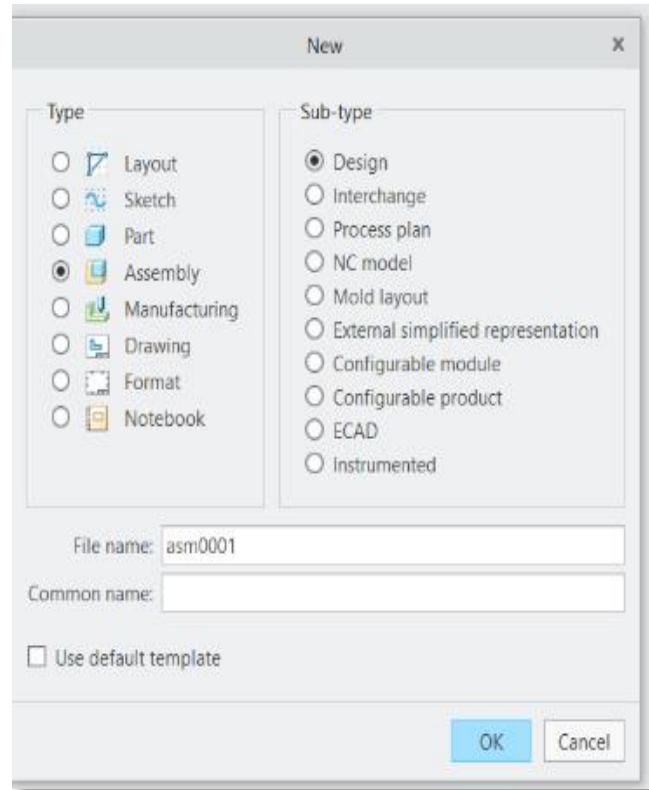 New
x
Type
Layout
Sketch
Part
Assembly
Manufacturing
Drawing
Format
Notebook
Sub-type
Design
Interchange
Process plan
NC model
Mold layout
External simplified representation
Configurable module
Configurable product
ECAD
Instrumented
File name: asm0001
Common name:
Use default template
OK Cancel